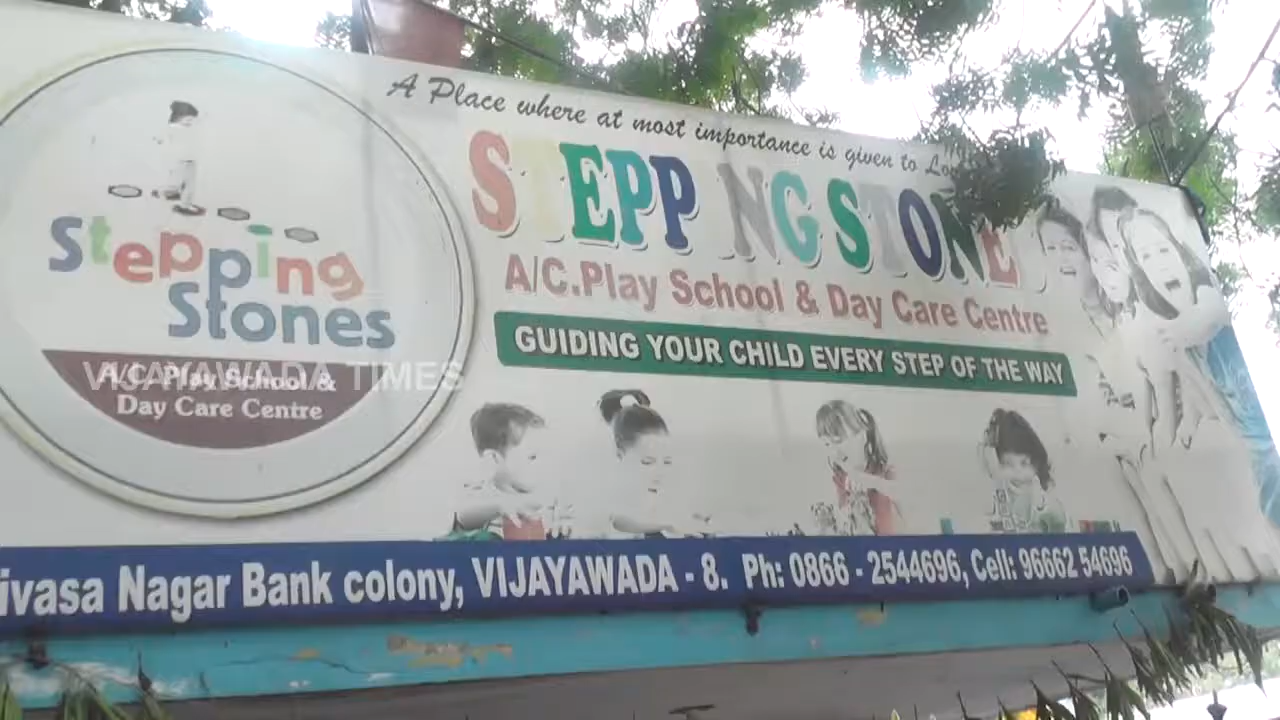 A Place where at most importance is given to
STEPPING STONE
A/C.Play School & Day Care Centre
GUIDING YOUR CHILD EVERY STEP OF THE WAY
Stepping
Stones
A/C Play School &
Day Care Centre
VIJAYAWADA TIMES
ivasa Nagar Bank colony, VIJAYAWADA - 8. Ph: 0866 - 2544696, Cell: 96662 54696